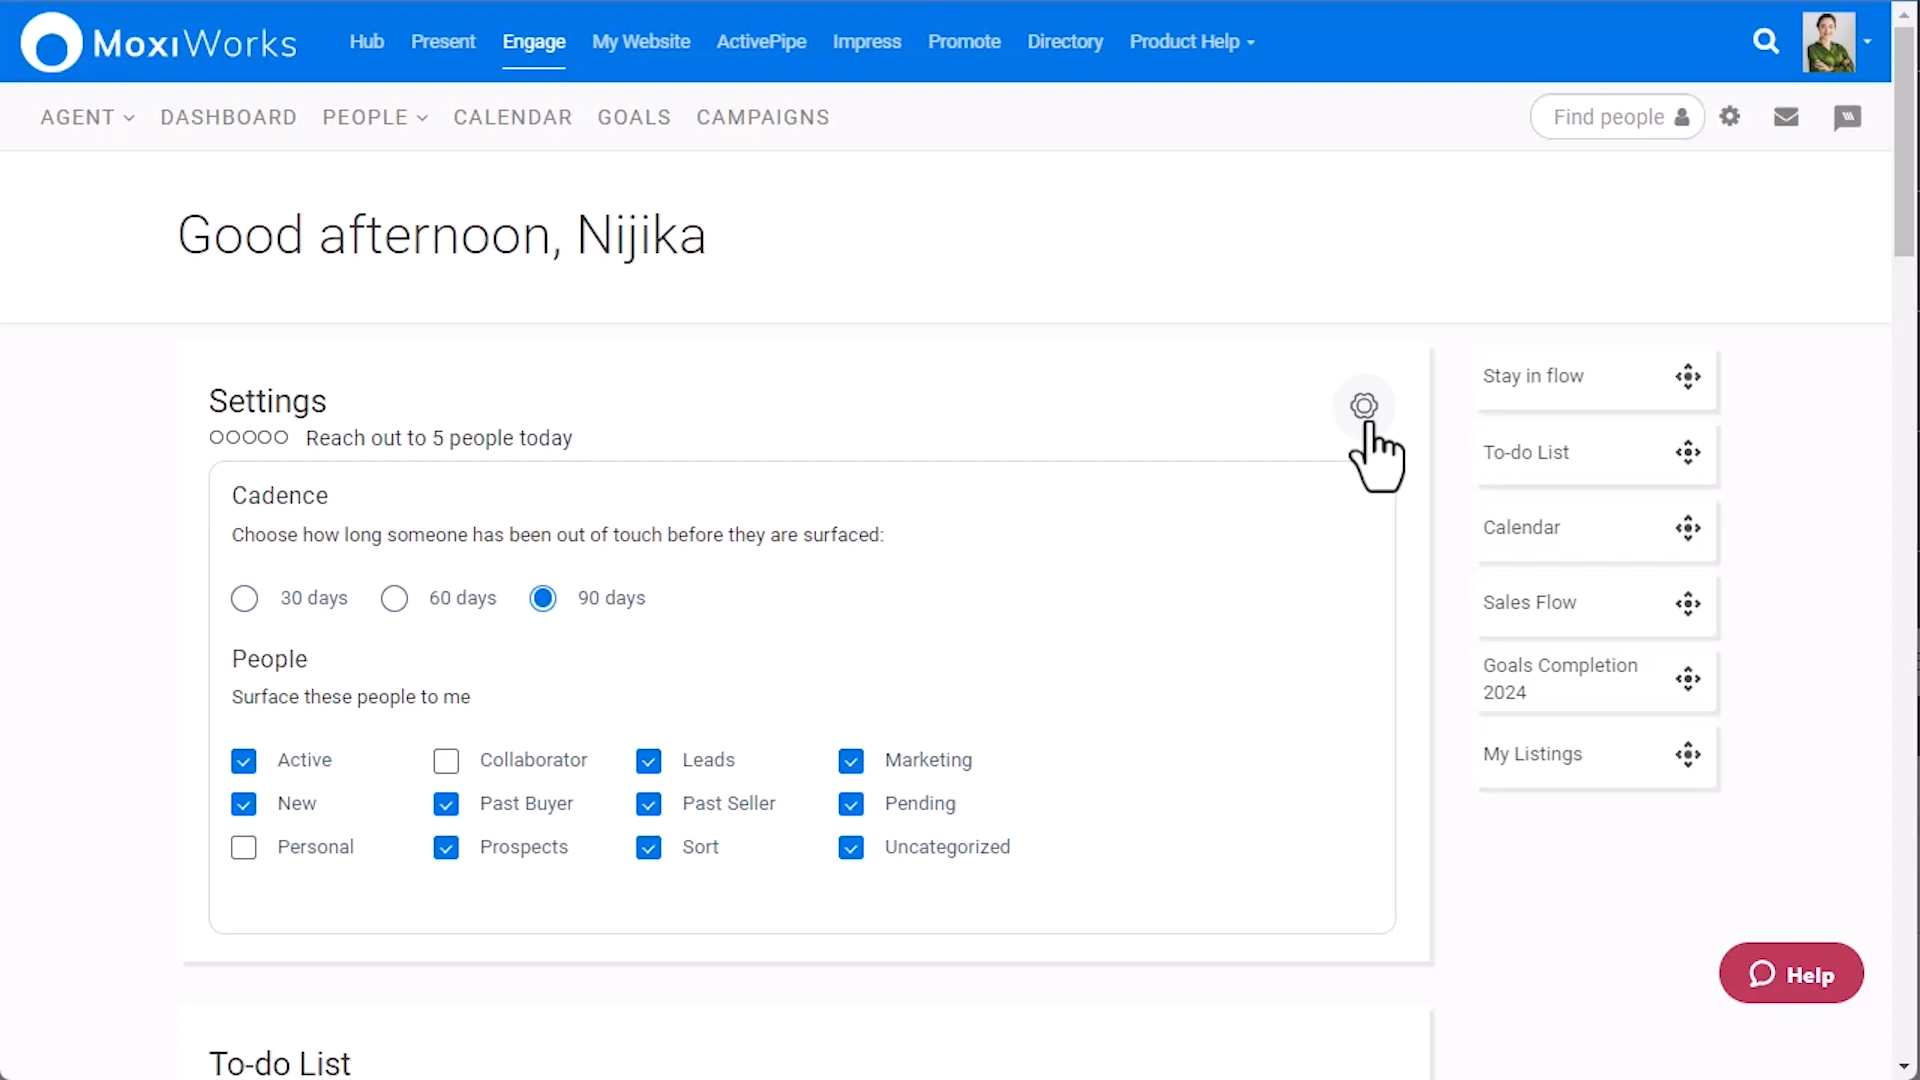 MoxiWorks Hub Present Engage My Website ActivePipe Impress Promote Directory Product Help
AGENT DASHBOARD PEOPLE CALENDAR GOALS CAMPAIGNS Find people
Good afternoon, Nijika
Settings
Reach out to 5 people today
Cadence
Choose how long someone has been out of touch before they are surfaced:
30 days 60 days 90 days
People
Surface these people to me
Active Collaborator Leads Marketing
New Past Buyer Past Seller Pending
Personal Prospects Sort Uncategorized
To-do List
Stay in flow
To-do List
Calendar
Sales Flow
Goals Completion
2024
My Listings
Help